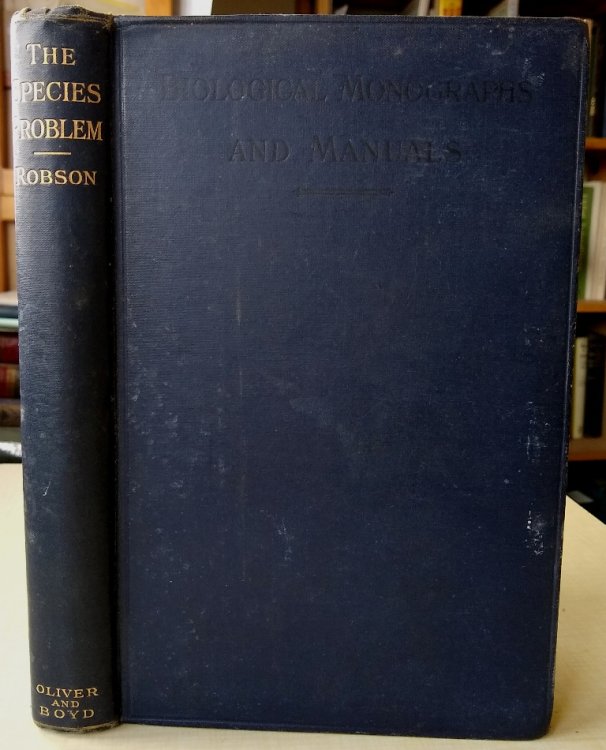 THE
SPECIES
PROBLEM
ROBSON
OLIVER
AND
BOYD
BIOLOGICAL MONOGRAPHS
AND MANUALS